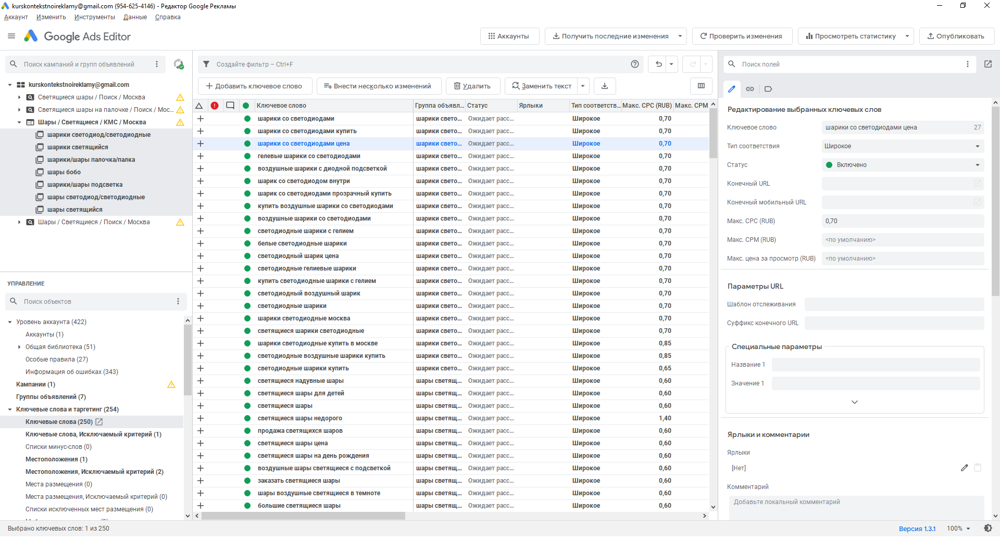 kurskontekstnoireklamy@gmail.com (954-625-4146) - Редактор Google Рекламы
Аккаунт Изменить Инструменты Данные Справка
Google Ads Editor
Аккаунты Получить последние изменения Проверить изменения Просмотреть статистику Опубликовать
Поиск кампаний и групп объявлений
kurskontekstnoireklamy@gmail.com
Светящиеся шары / Поиск / Москва
Светящиеся шары на палочке / Поиск / Мос...
Шары / Светящиеся / КМС / Москва
шарики светодиод/светодиодные
шарики светящийся
шарики/шары палочка/палка
шары бобо
шарики/шары подсветка
шары светодиод/светодиодные
шары светящийся
Шары / Светящиеся / Поиск / Москва
УПРАВЛЕНИЕ
Поиск объектов
Уровень аккаунта (422)
Аккаунты (1)
Общая библиотека (51)
Особые правила (27)
Информация об ошибках (343)
Кампании (1)
Группы объявлений (7)
Ключевые слова и таргетинг (254)
Ключевые слова (250)
Ключевые слова, Исключаемый критерий (1)
Списки минус-слов (0)
Местоположения (1)
Местоположения, Исключаемый критерий (2)
Места размещения (0)
Места размещения, Исключаемый критерий (0)
Списки исключенных мест размещения (0)
Создайте фильтр – Ctrl+F
Добавить ключевое слово Внести несколько изменений Удалить Заменить текст
Ключевое слово Группа объявл... Статус Ярлыки Тип соответств... Макс. CPC (RUB) Макс. CPM
шарики со светодиодами шарики свето... Ожидает расс... Широкое 0,70
шарики со светодиодами купить шарики свето... Ожидает расс... Широкое 0,70
шарики со светодиодами цена шарики свето... Ожидает расс... Широкое 0,70
гелевые шарики со светодиодами шарики свето... Ожидает расс... Широкое 0,70
воздушные шарики с диодной подсветкой шарики свето... Ожидает расс... Широкое 0,70
шарик со светодиодом внутри шарики свето... Ожидает расс... Широкое 0,70
шарик со светодиодами прозрачный купить шарики свето... Ожидает расс... Широкое 0,70
купить воздушные шарики со светодиодами шарики свето... Ожидает расс... Широкое 0,70
воздушные шарики со светодиодами шарики свето... Ожидает расс... Широкое 0,70
светодиодные шарики с гелием шарики свето... Ожидает расс... Широкое 0,70
белые светодиодные шарики шарики свето... Ожидает расс... Широкое 0,70
светодиодный шарик цена шарики свето... Ожидает расс... Широкое 0,70
светодиодные гелиевые шарики шарики свето... Ожидает расс... Широкое 0,70
купить светодиодные шарики с гелием шарики свето... Ожидает расс... Широкое 0,70
светодиодный воздушный шарик шарики свето... Ожидает расс... Широкое 0,70
светодиодные шарики шарики свето... Ожидает расс... Широкое 0,70
шарики светодиодные москва шарики свето... Ожидает расс... Широкое 0,70
светящиеся шарики светодиодные шарики свето... Ожидает расс... Широкое 0,70
шарики светодиодные купить в москве шарики свето... Ожидает расс... Широкое 0,85
светодиодные воздушные шарики купить шарики свето... Ожидает расс... Широкое 0,85
светодиодные шарики купить шарики свето... Ожидает расс... Широкое 0,65
светящиеся надувные шары шары светящ... Ожидает расс... Широкое 0,60
светящиеся шары для детей шары светящ... Ожидает расс... Широкое 0,60
светящиеся шары шары светящ... Ожидает расс... Широкое 0,60
светящиеся шары недорого шары светящ... Ожидает расс... Широкое 1,40
продажа светящихся шаров шары светящ... Ожидает расс... Широкое 0,60
светящиеся шары цена шары светящ... Ожидает расс... Широкое 0,60
светящиеся шары на день рождения шары светящ... Ожидает расс... Широкое 0,60
воздушные шары светящиеся с подсветкой шары светящ... Ожидает расс... Широкое 0,60
заказать светящиеся шары шары светящ... Ожидает расс... Широкое 0,60
шары воздушные светящиеся в темноте шары светящ... Ожидает расс... Широкое 0,60
большие светящиеся шары шары светящ... Ожидает расс... Широкое 0,60
Поиск полей
Редактирование выбранных ключевых слов
Ключевое слово шарики со светодиодами цена 27
Тип соответствия Широкое
Статус Включено
Конечный URL
Конечный мобильный URL
Макс. CPC (RUB) 0,70
Макс. CPM (RUB) <по умолчанию>
Макс. цена за просмотр (RUB) <по умолчанию>
Параметры URL
Шаблон отслеживания
Суффикс конечного URL
Специальные параметры
Название 1
Значение 1
Ярлыки и комментарии
Ярлыки
[Нет]
Комментарий
Добавьте локальный комментарий
Выбрано ключевых слов: 1 из 250
Версия 1.3.1 100%